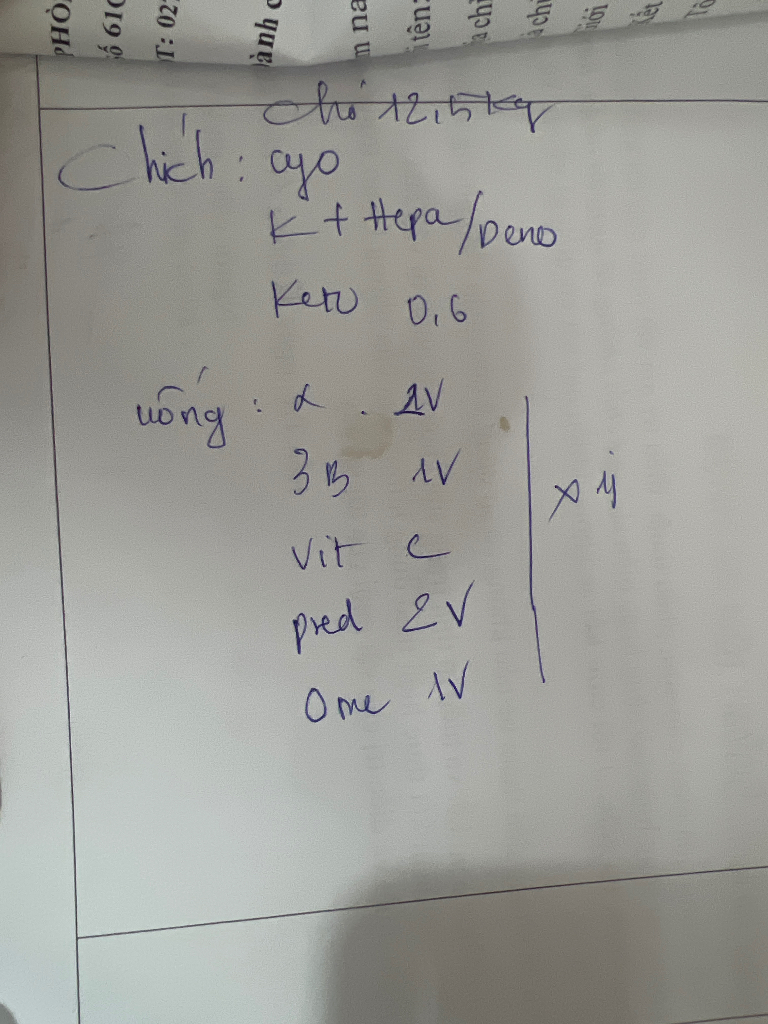 PHÒ
ố 610
T: 02
ành c
m na
tên:
a chỉ
à chỉ
Giới
Kết
Tô
Chó 12,5kg
Chích: ayo
K + Hepa/Deno
Keto 0,6
uống: α . 1V
3B 1V
Vit C
pred 2V
Ome 1V
x 4